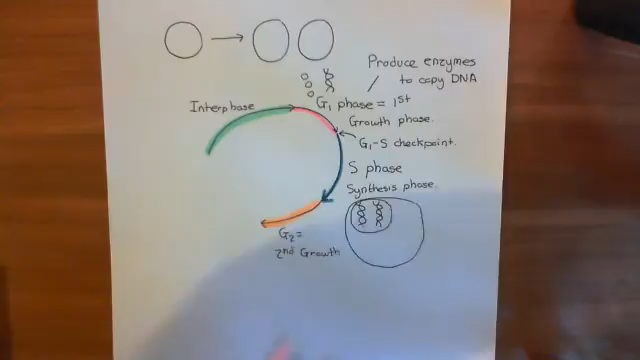 Produce enzymes
to copy DNA
Interphase
G₁ phase = 1st
Growth phase.
G₁-S checkpoint.
S phase
Synthesis phase.
G₂ =
2nd Growth